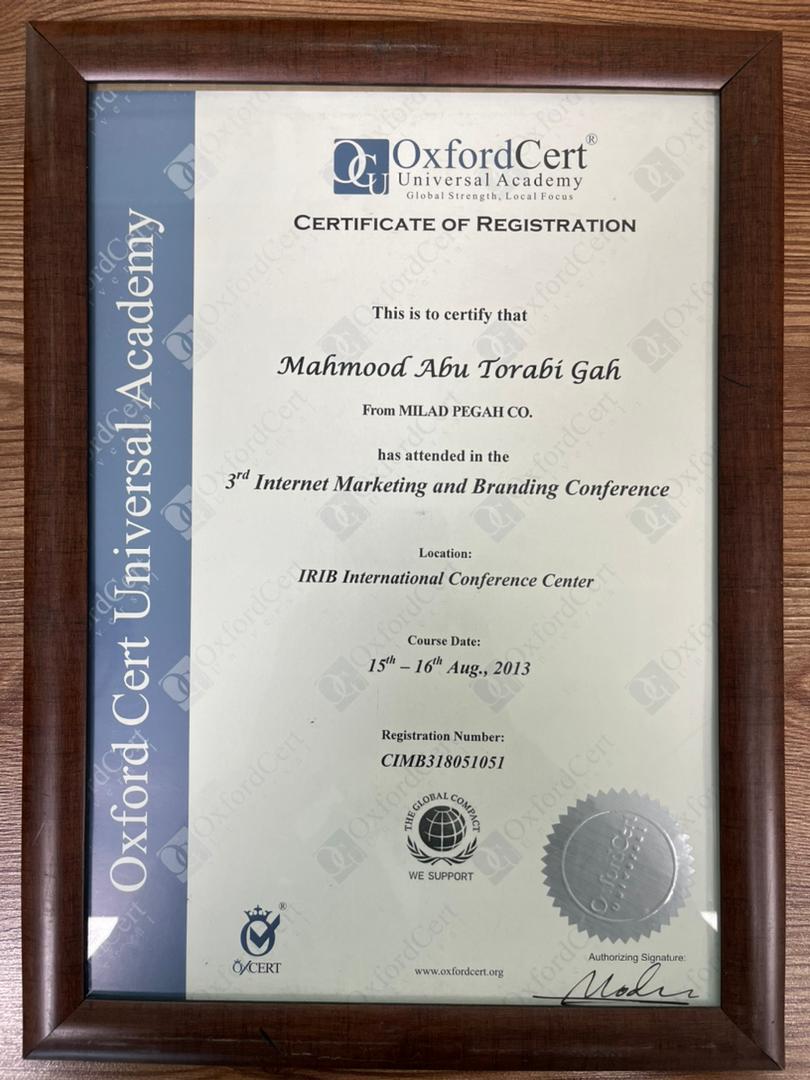 OCU OxfordCert®
Universal Academy
Global Strength, Local Focus
CERTIFICATE OF REGISTRATION
This is to certify that
Mahmood Abu Torabi Gah
From MILAD PEGAH CO.
has attended in the
3rd Internet Marketing and Branding Conference
Location:
IRIB International Conference Center
Course Date:
15th – 16th Aug., 2013
Registration Number:
CIMB318051051
THE GLOBAL COMPACT
WE SUPPORT
OxfordCert
®
OXCERT
www.oxfordcert.org
Authorizing Signature:
Oxford Cert Universal Academy